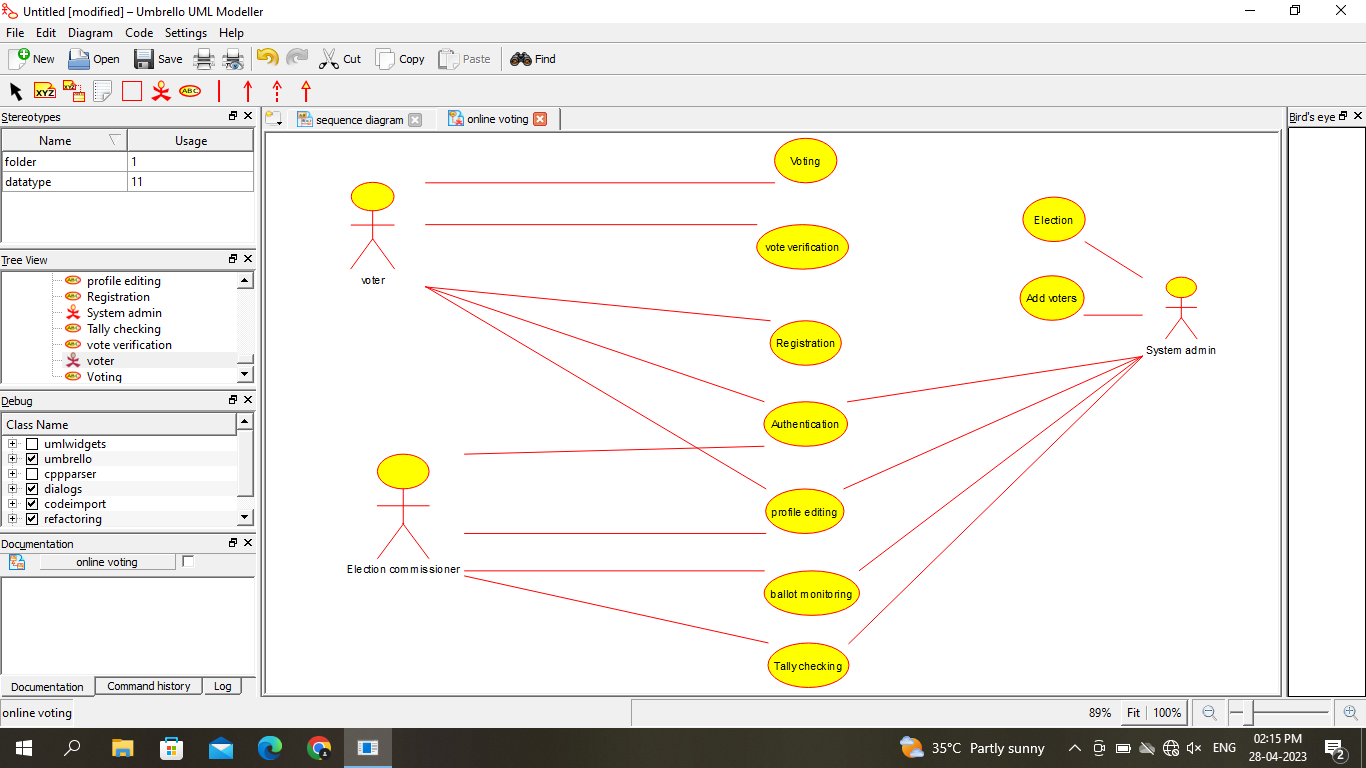 Untitled [modified] – Umbrello UML Modeller
File Edit Diagram Code Settings Help
New Open Save Cut Copy Paste Find
XYZ XYZ ABC
Stereotypes
Name Usage
folder 1
datatype 11
Tree View
profile editing
Registration
System admin
Tally checking
vote verification
voter
Voting
Debug
Class Name
umlwidgets
umbrello
cppparser
dialogs
codeimport
refactoring
Documentation
online voting
Documentation Command history Log
sequence diagram online voting
Voting
voter
vote verification
Registration
Authentication
profile editing
Election commissioner
ballot monitoring
Tally checking
Election
Add voters
System admin
Bird's eye
online voting
89% Fit 100%
35°C Partly sunny
ENG
02:15 PM
28-04-2023
2